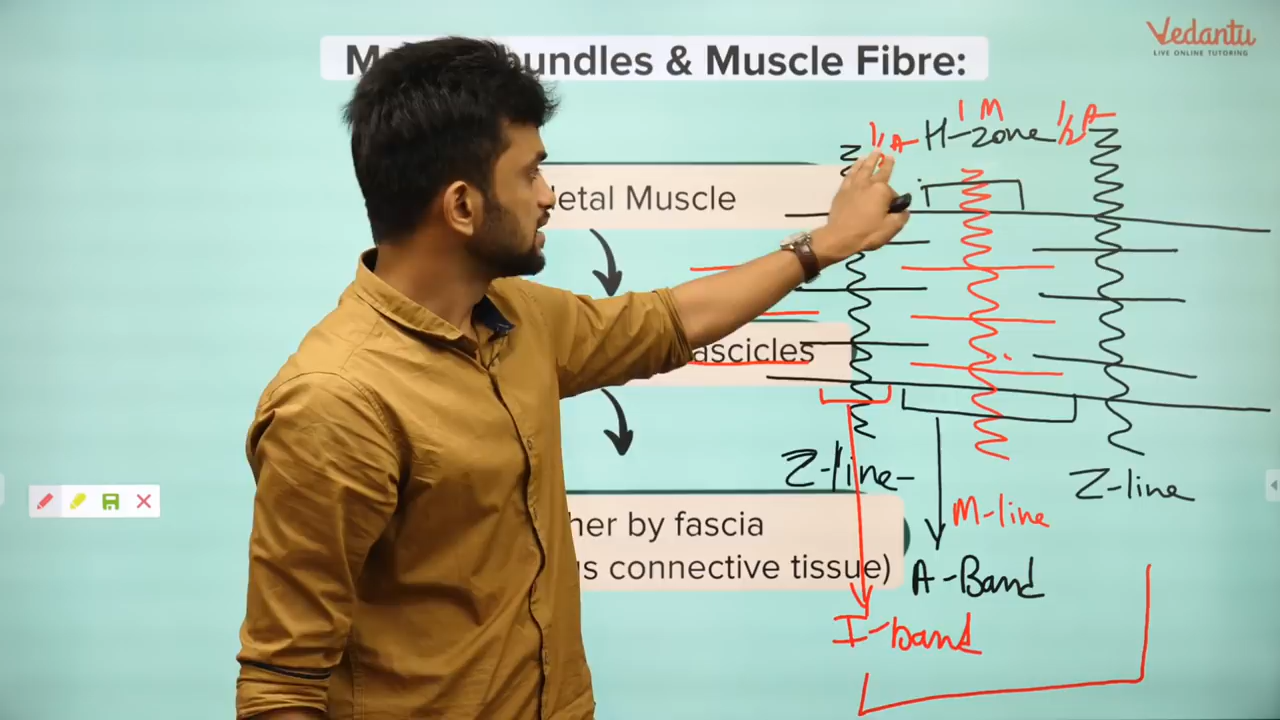 Vedantu
LIVE ONLINE TUTORING
bundles & Muscle Fibre:
1 M
1/2 A H-zone 1/2 A
etal Muscle
ascicles
Z-line
Z-line
her by fascia
M-line
s connective tissue)
A-Band
I-band